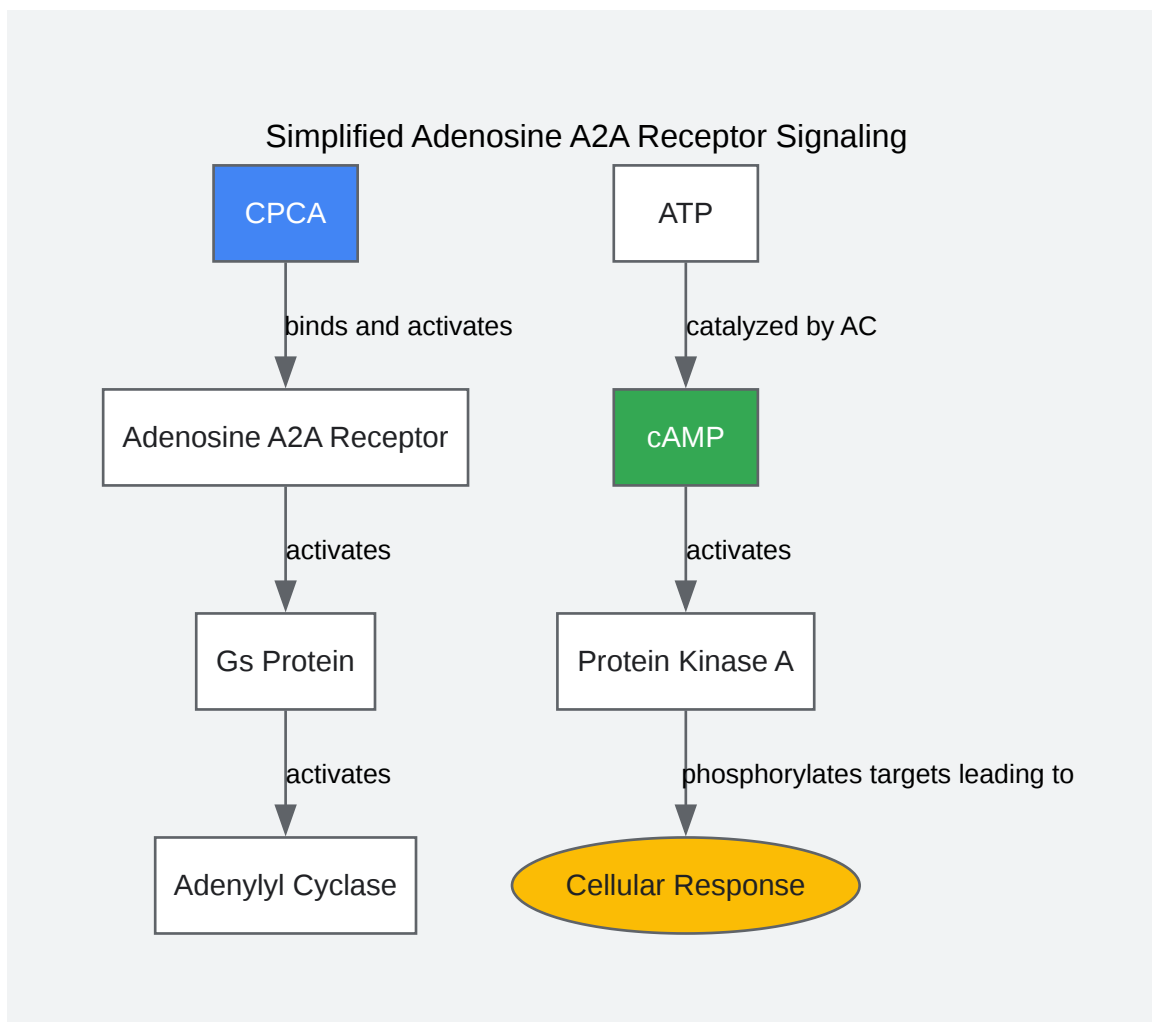 Simplified Adenosine A2A Receptor Signaling
CPCA
ATP
binds and activates
catalyzed by AC
Adenosine A2A Receptor
cAMP
activates
activates
Gs Protein
Protein Kinase A
activates
phosphorylates targets leading to
Adenylyl Cyclase
Cellular Response